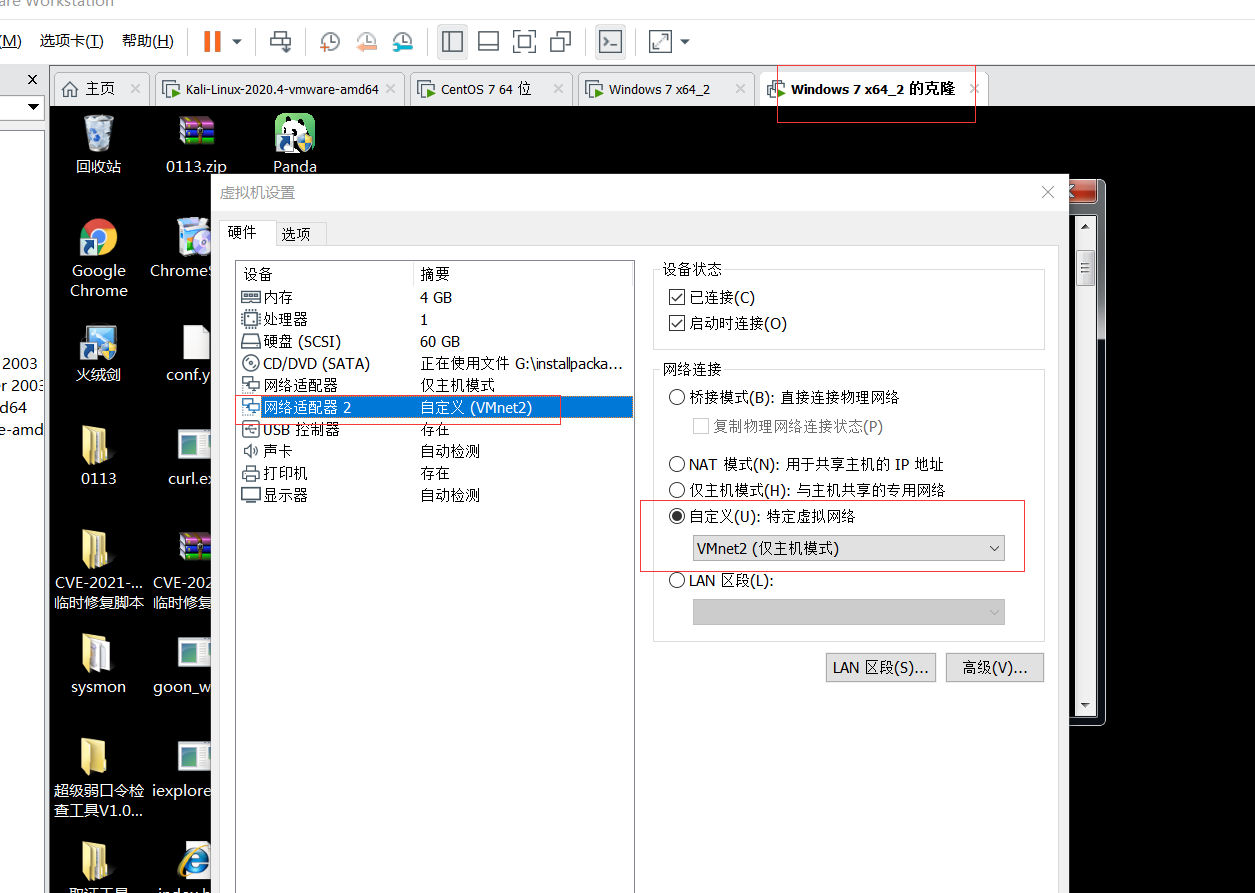 are Workstation
(M) 选项卡(T) 帮助(H)
主页 Kali-Linux-2020.4-vmware-amd64 CentOS 7 64 位 Windows 7 x64_2 Windows 7 x64_2 的克隆
回收站 0113.zip Panda
虚拟机设置
硬件 选项
Google Chrome
Chrome
火绒剑 conf.y
2003
er 2003
d64
e-amd
0113 curl.ex
CVE-2021-...
临时修复脚本
CVE-202
临时修复
sysmon goon_w
超级弱口令检
查工具V1.0...
iexplore
取证工具 index.h
设备 摘要
内存 4 GB
处理器 1
硬盘 (SCSI) 60 GB
CD/DVD (SATA) 正在使用文件 G:\installpacka...
网络适配器 仅主机模式
网络适配器 2 自定义 (VMnet2)
USB 控制器 存在
声卡 自动检测
打印机 存在
显示器 自动检测
设备状态
已连接(C)
启动时连接(O)
网络连接
桥接模式(B): 直接连接物理网络
复制物理网络连接状态(P)
NAT 模式(N): 用于共享主机的 IP 地址
仅主机模式(H): 与主机共享的专用网络
自定义(U): 特定虚拟网络
VMnet2 (仅主机模式)
LAN 区段(L):
LAN 区段(S)... 高级(V)...